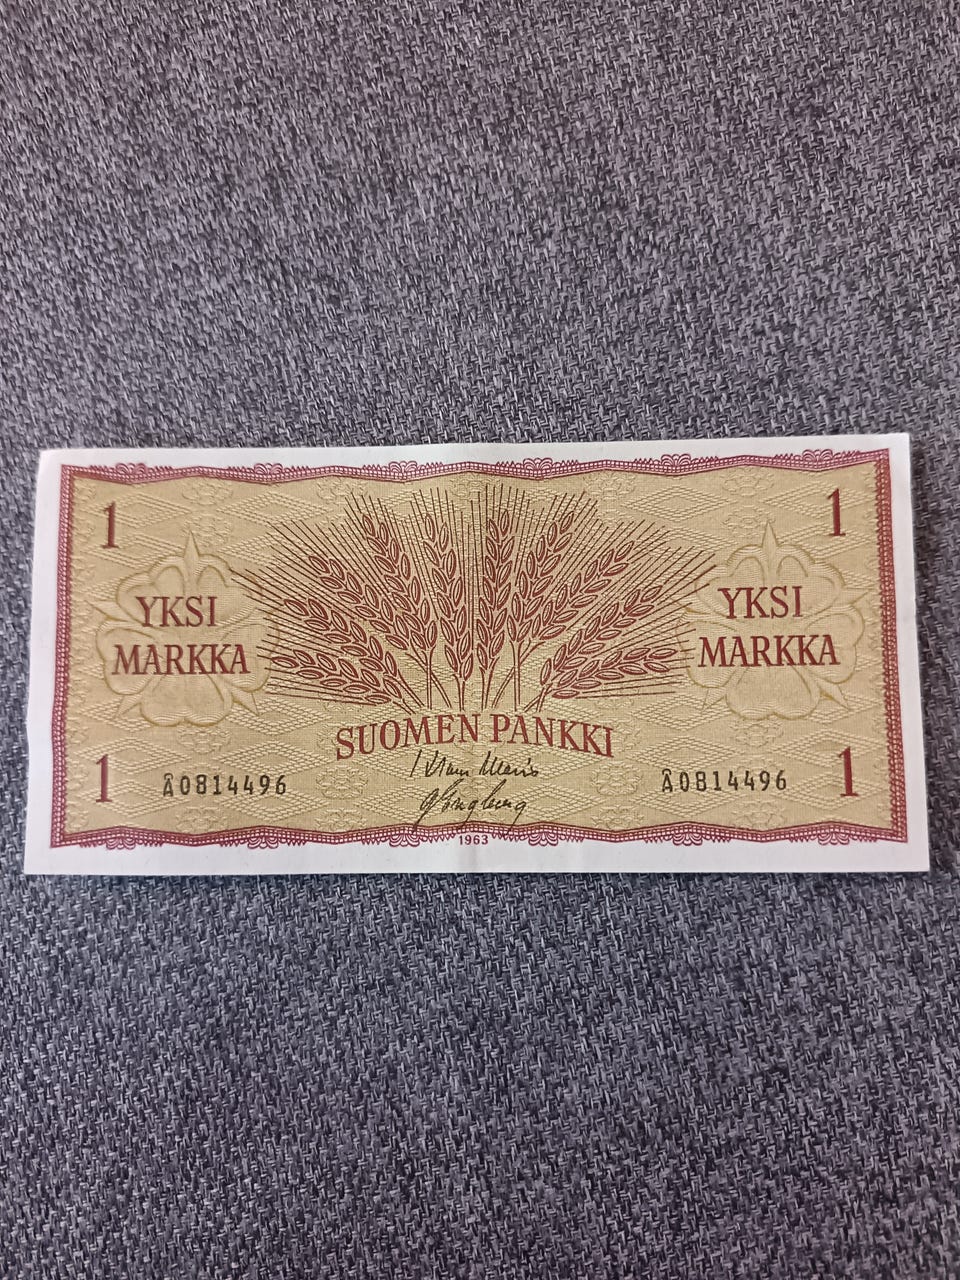 1
1
YKSI
MARKKA
YKSI
MARKKA
SUOMEN PANKKI
1
Â0814496
Â0814496
1
1963